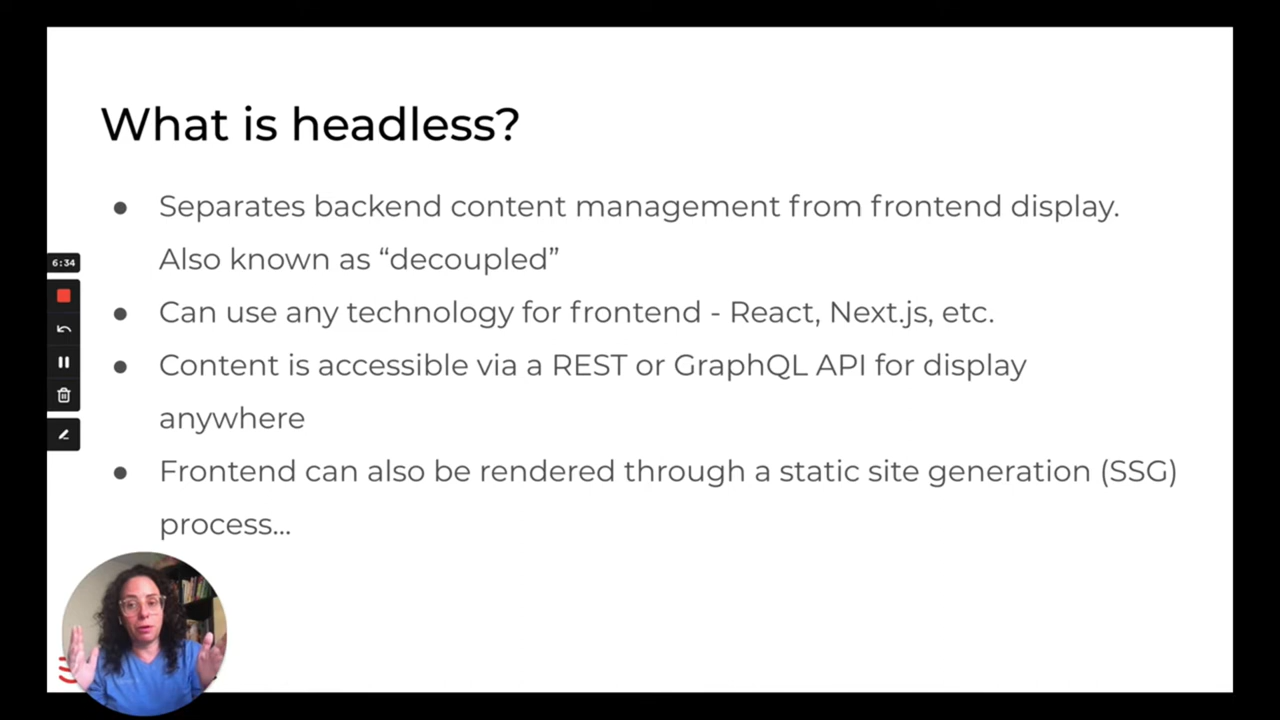 What is headless?
● Separates backend content management from frontend display.
Also known as “decoupled”
● Can use any technology for frontend - React, Next.js, etc.
● Content is accessible via a REST or GraphQL API for display
anywhere
● Frontend can also be rendered through a static site generation (SSG)
process...
6:34